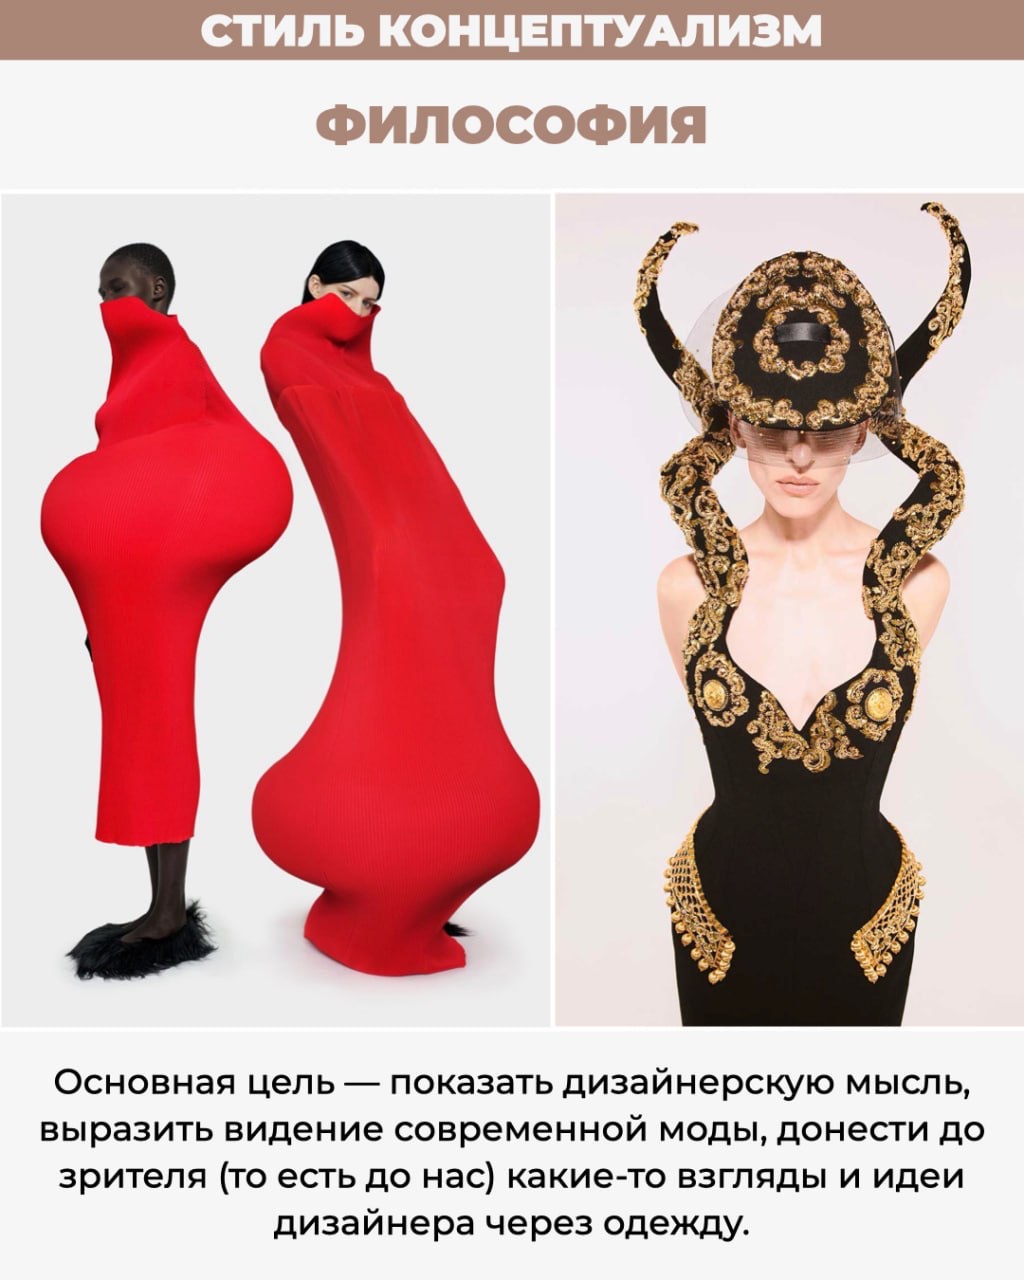 СТИЛЬ КОНЦЕПТУАЛИЗМ
ФИЛОСОФИЯ
Основная цель — показать дизайнерскую мысль,
выразить видение современной моды, донести до
зрителя (то есть до нас) какие-то взгляды и идеи
дизайнера через одежду.